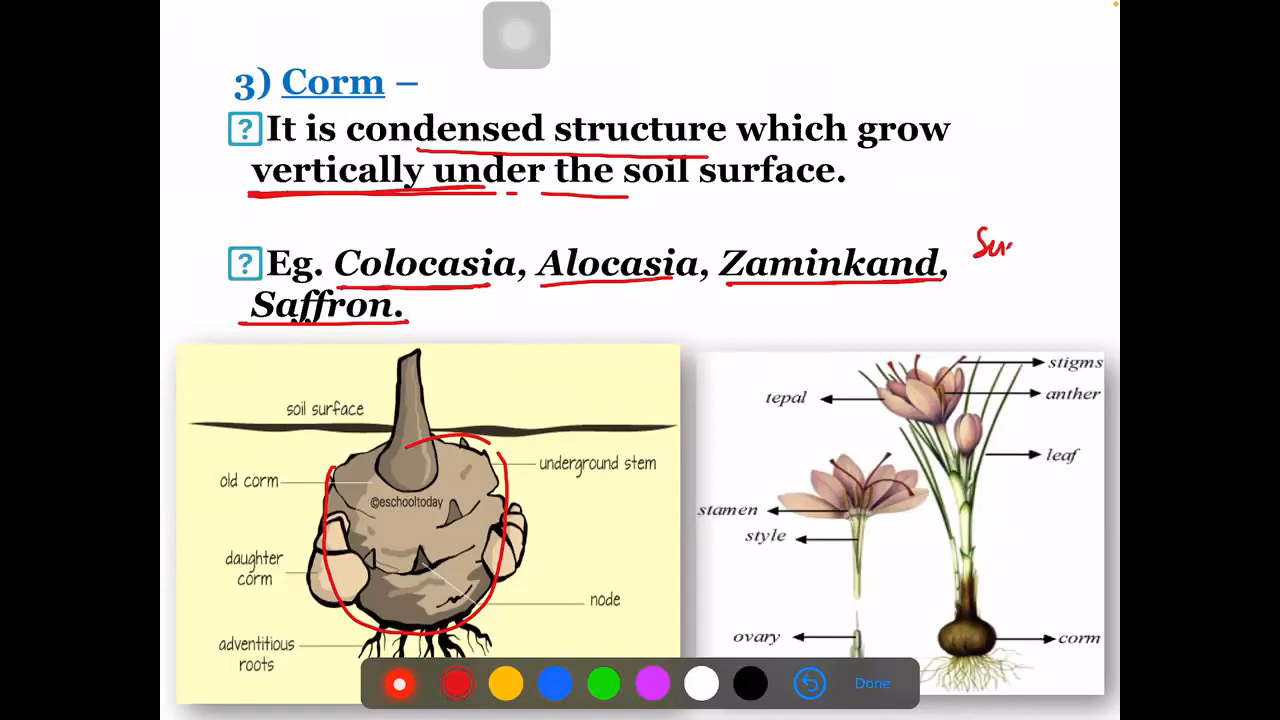 3) Corm –
? It is condensed structure which grow
vertically under the soil surface.
? Eg. Colocasia, Alocasia, Zaminkand,
Saffron.
soil surface
old corm
underground stem
©eschooltoday
daughter
corm
node
adventitious
roots
stigms
tepal
anther
leaf
stamen
style
ovary
corm
Done